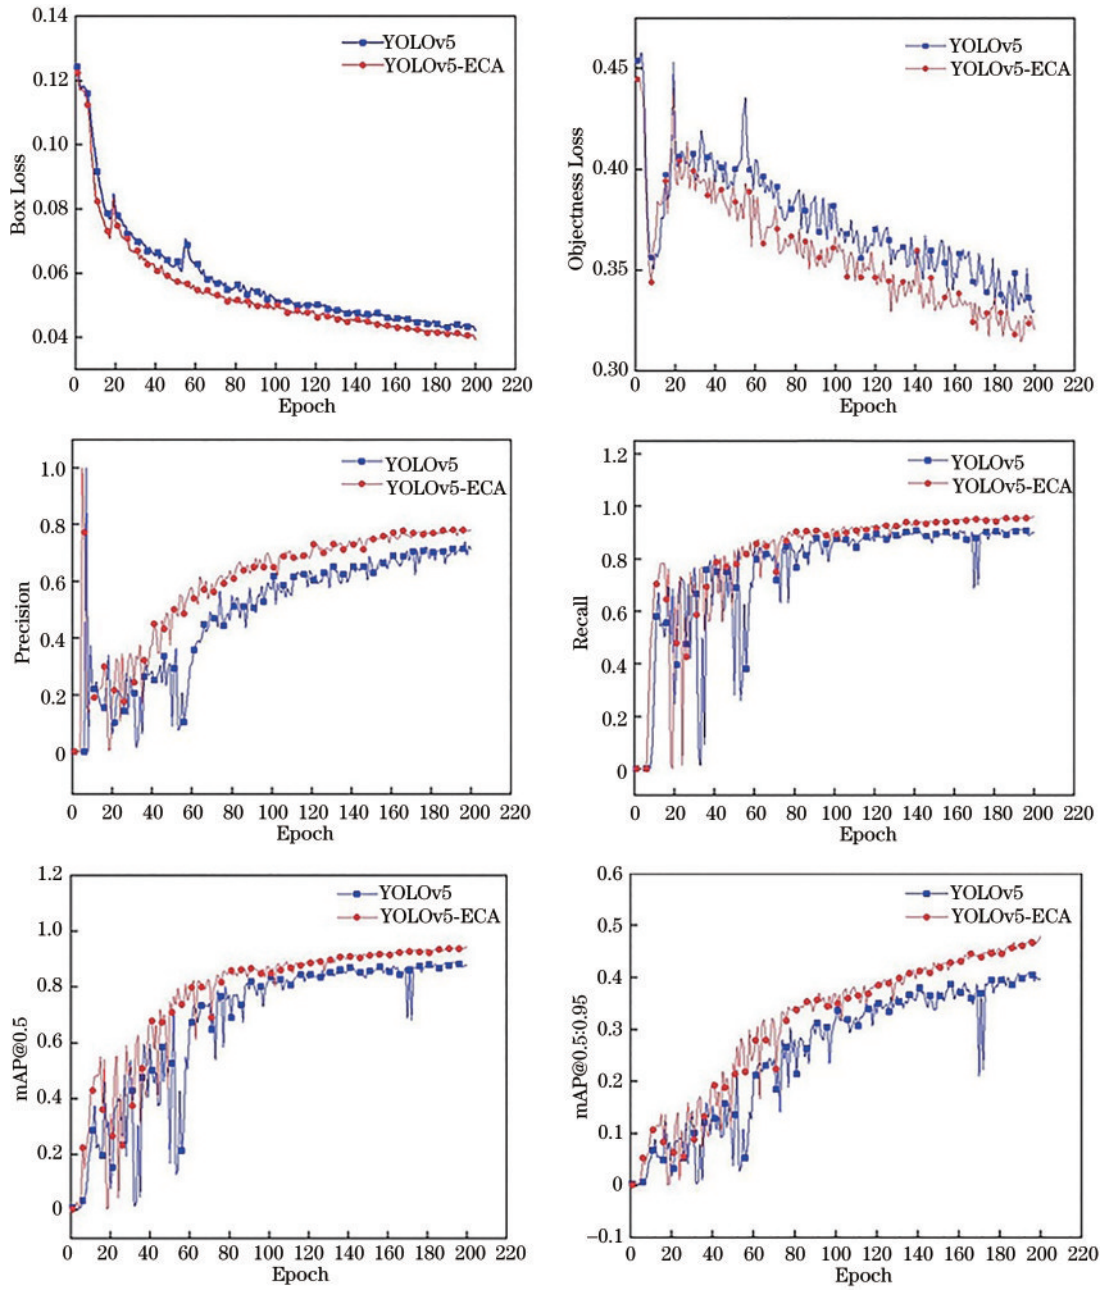 0.14
0.12
0.10
0.08
0.06
0.04
Box Loss
YOLOv5
YOLOv5-ECA
0 20 40 60 80 100 120 140 160 180 200 220
Epoch
0.45
0.40
0.35
0.30
Objectness Loss
YOLOv5
YOLOv5-ECA
0 20 40 60 80 100 120 140 160 180 200 220
Epoch
1.0
0.8
0.6
0.4
0.2
0
Precision
YOLOv5
YOLOv5-ECA
0 20 40 60 80 100 120 140 160 180 200 220
Epoch
1.2
1.0
0.8
0.6
0.4
0.2
0
Recall
YOLOv5
YOLOv5-ECA
0 20 40 60 80 100 120 140 160 180 200 220
Epoch
1.2
1.0
0.8
0.6
0.4
0.2
0
mAP@0.5
YOLOv5
YOLOv5-ECA
0 20 40 60 80 100 120 140 160 180 200 220
Epoch
0.6
0.5
0.4
0.3
0.2
0.1
0
−0.1
mAP@0.5:0.95
YOLOv5
YOLOv5-ECA
0 20 40 60 80 100 120 140 160 180 200 220
Epoch